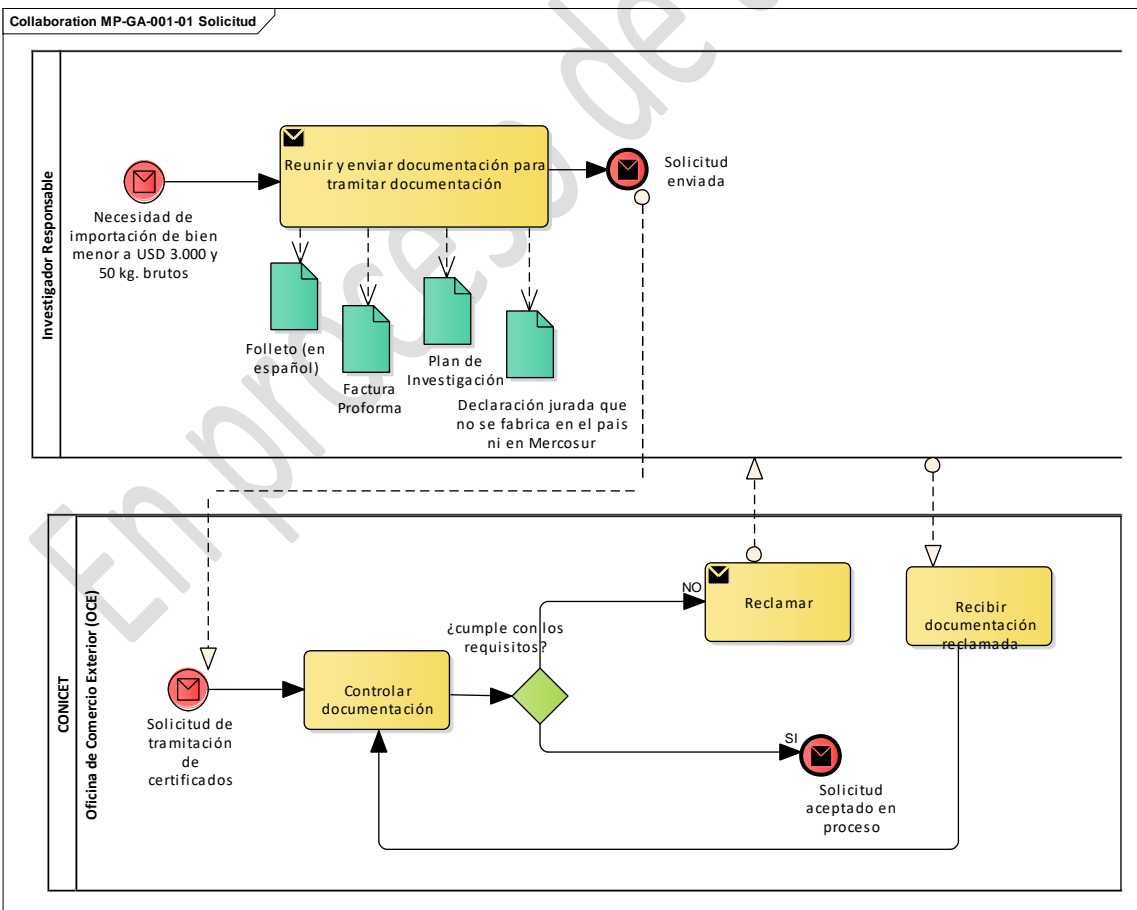 Collaboration MP-GA-001-01 Solicitud
Investigador Responsable
Reunir y enviar documentación para
tramitar documentación
Solicitud
enviada
Necesidad de
importación de bien
menor a USD 3.000 y
50 kg. brutos
Folleto (en
español)
Factura
Proforma
Plan de
Investigación
Declaración jurada que
no se fabrica en el pais
ni en Mercosur
En proceso de
CONICET
Oficina de Comercio Exterior (OCE)
Solicitud de
tramitación
de
certificados
Controlar
documentación
¿cumple con los
requisitos?
NO
Reclamar
Recibir
documentación
reclamada
SI
Solicitud
aceptado en
proceso